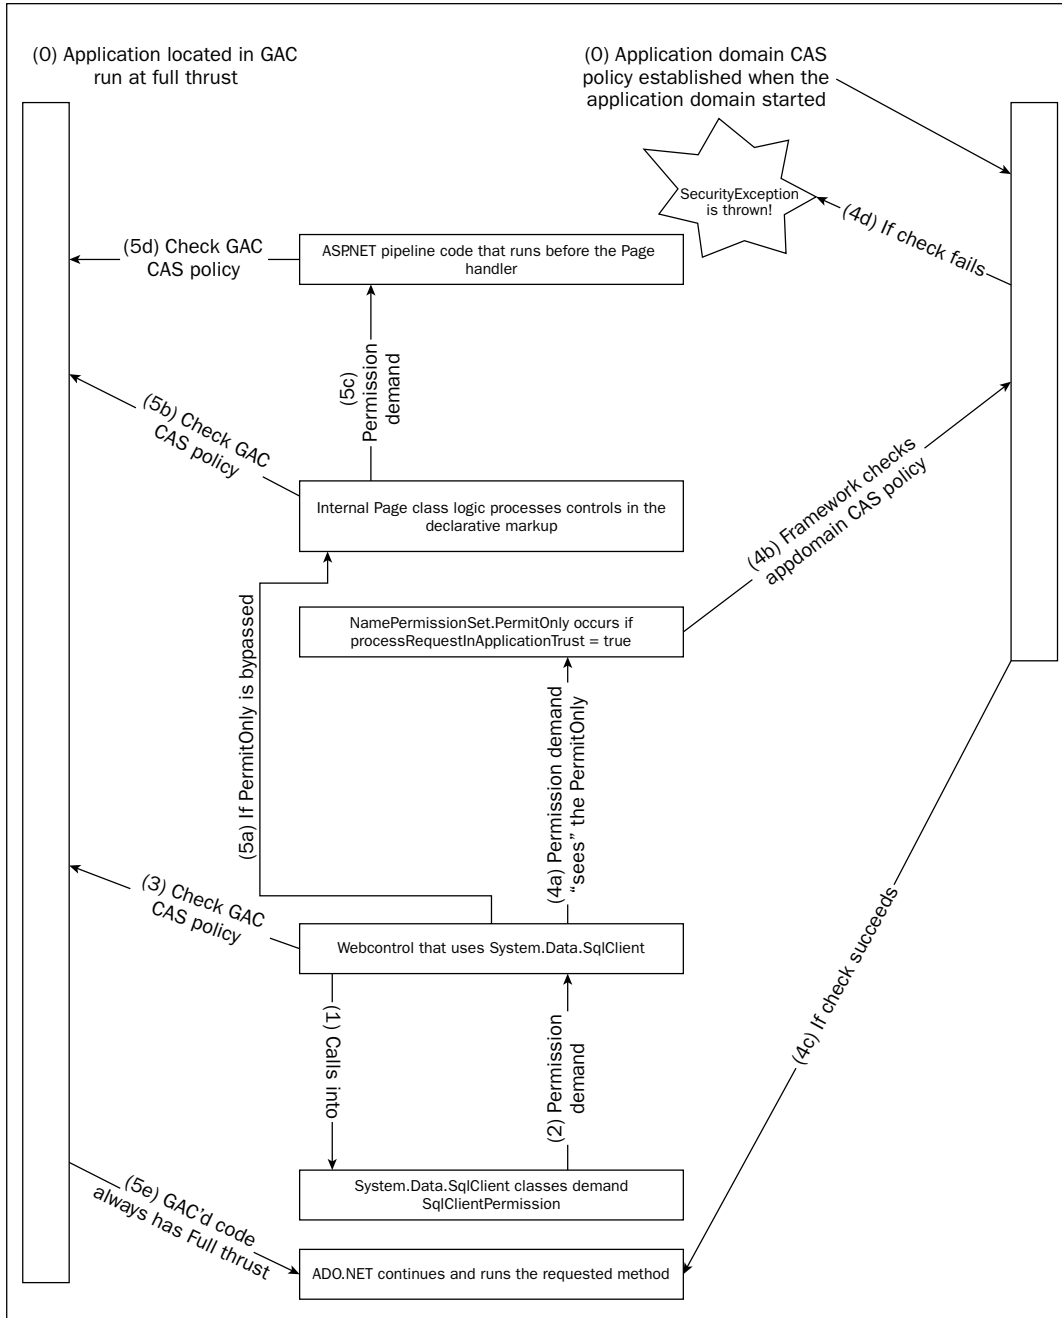 (0) Application located in GAC
run at full thrust
(0) Application domain CAS
policy established when the
application domain started
SecurityException
is thrown!
(4d) If check fails
(5d) Check GAC
CAS policy
ASP.NET pipeline code that runs before the Page
handler
(5c)
Permission
demand
(5b) Check GAC
CAS policy
Internal Page class logic processes controls in the
declarative markup
(4b) Framework checks
appdomain CAS policy
NamePermissionSet.PermitOnly occurs if
processRequestInApplicationTrust = true
(5a) If PermitOnly is bypassed
(4a) Permission demand
“sees” the PermitOnly
(3) Check GAC
CAS policy
Webcontrol that uses System.Data.SqlClient
(4c) If check succeeds
(1) Calls into
(2) Permission
demand
System.Data.SqlClient classes demand
SqlClientPermission
(5e) GAC’d code
always has Full thrust
ADO.NET continues and runs the requested method